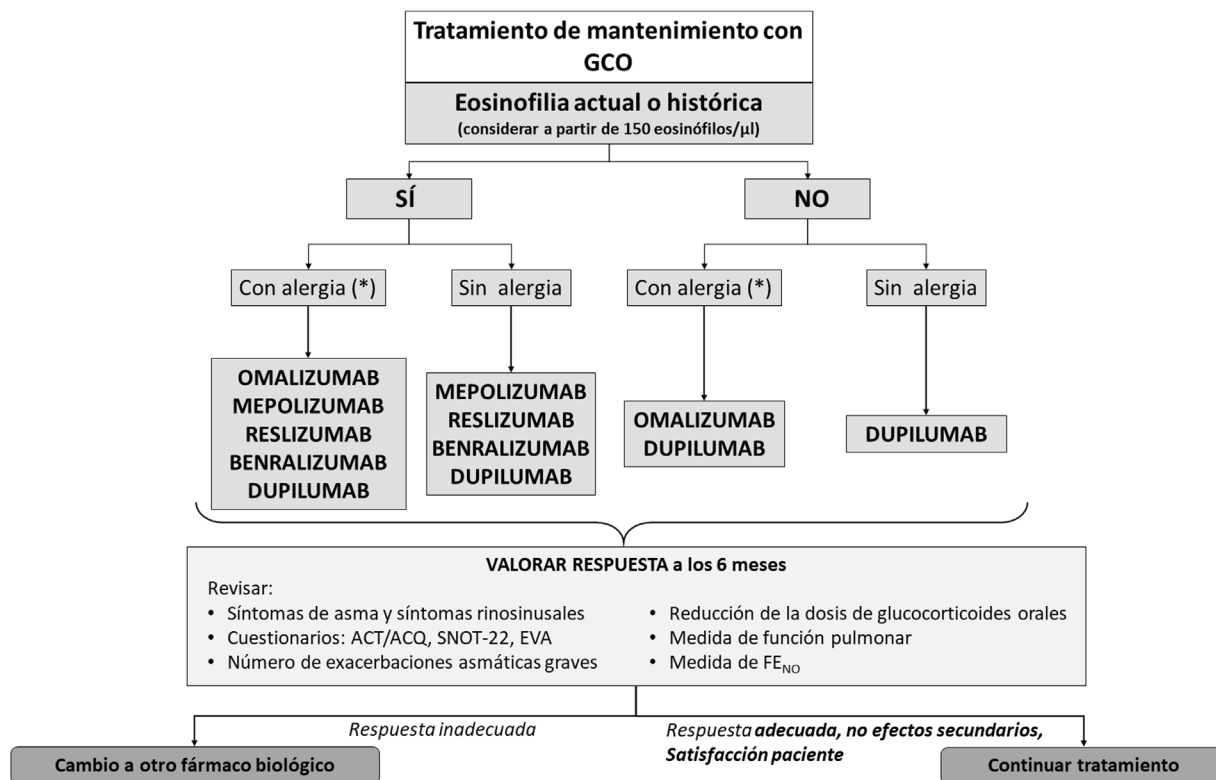 Tratamiento de mantenimiento con
GCO
Eosinofilia actual o histórica
(considerar a partir de 150 eosinófilos/µl)
SÍ
NO
Con alergia (*)
Sin alergia
Con alergia (*)
Sin alergia
OMALIZUMAB
MEPOLIZUMAB
RESLIZUMAB
BENRALIZUMAB
DUPILUMAB
MEPOLIZUMAB
RESLIZUMAB
BENRALIZUMAB
DUPILUMAB
OMALIZUMAB
DUPILUMAB
DUPILUMAB
VALORAR RESPUESTA a los 6 meses
Revisar:
• Síntomas de asma y síntomas rinosinusales
• Cuestionarios: ACT/ACQ, SNOT-22, EVA
• Número de exacerbaciones asmáticas graves
• Reducción de la dosis de glucocorticoides orales
• Medida de función pulmonar
• Medida de FENO
Respuesta inadecuada
Respuesta adecuada, no efectos secundarios,
Satisfacción paciente
Cambio a otro fármaco biológico
Continuar tratamiento